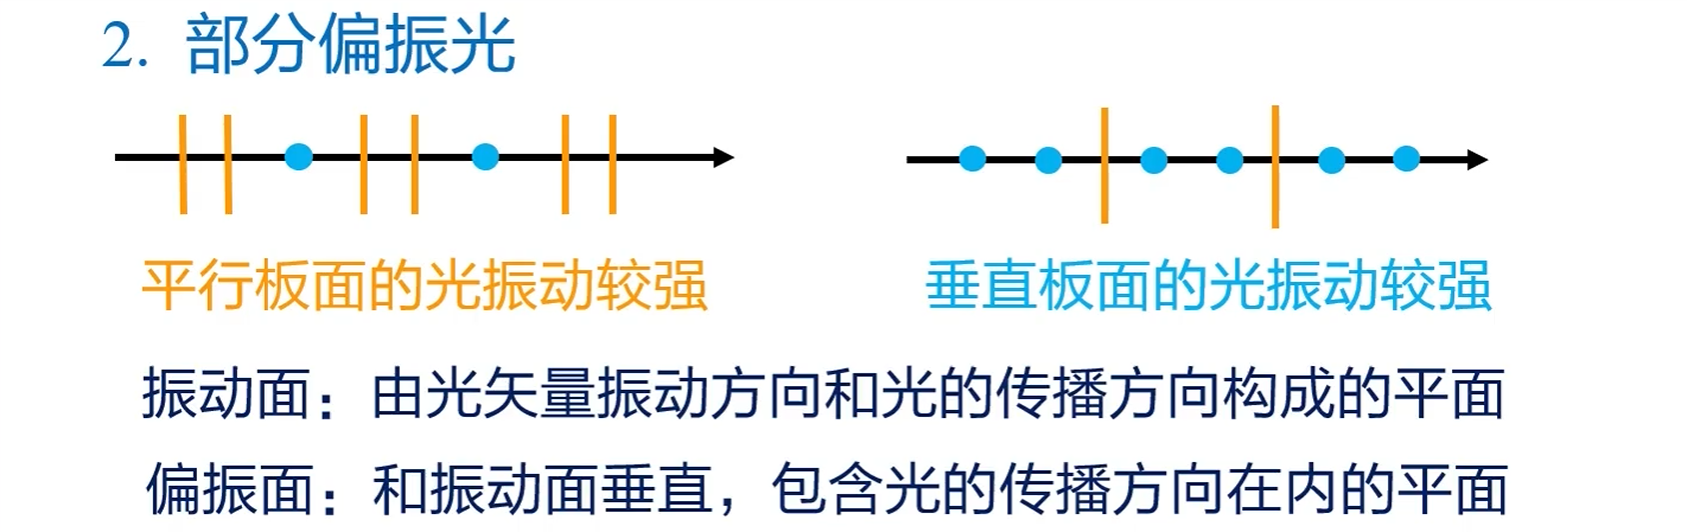 2. 部分偏振光
平行板面的光振动较强
垂直板面的光振动较强
振动面：由光矢量振动方向和光的传播方向构成的平面
偏振面：和振动面垂直，包含光的传播方向在内的平面